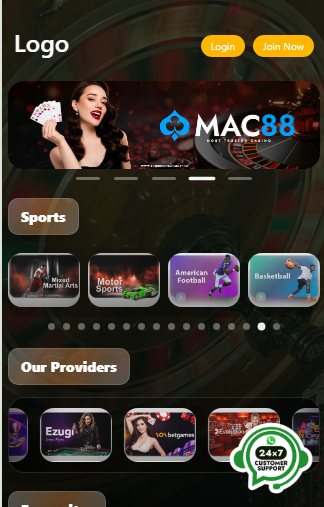 Logo
Login
Join Now
MAC88
MOST TRUSTED CASINO
Sports
Mixed
Martial Arts
Motor
Sports
American
Football
Basketball
Our Providers
Ezugi
betgames
Evolution
24x7
CUSTOMER
SUPPORT